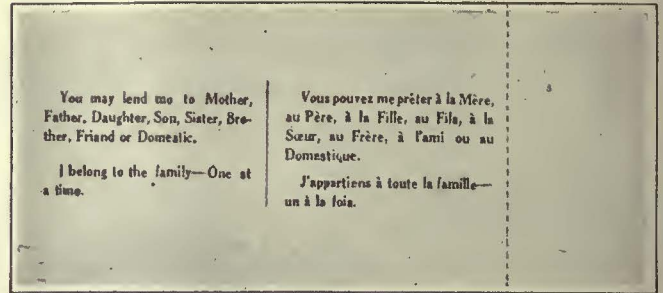 You may lend me to Mother,
Father, Daughter, Son, Sister, Bro-
ther, Friend or Domestic.
I belong to the family—One at
a time.
Vous pouvez me prêter à la Mère,
au Père, à la Fille, au Fils, à la
Sœur, au Frère, à l'ami ou au
Domestique.
J'appartiens à toute la famille—
un à la fois.